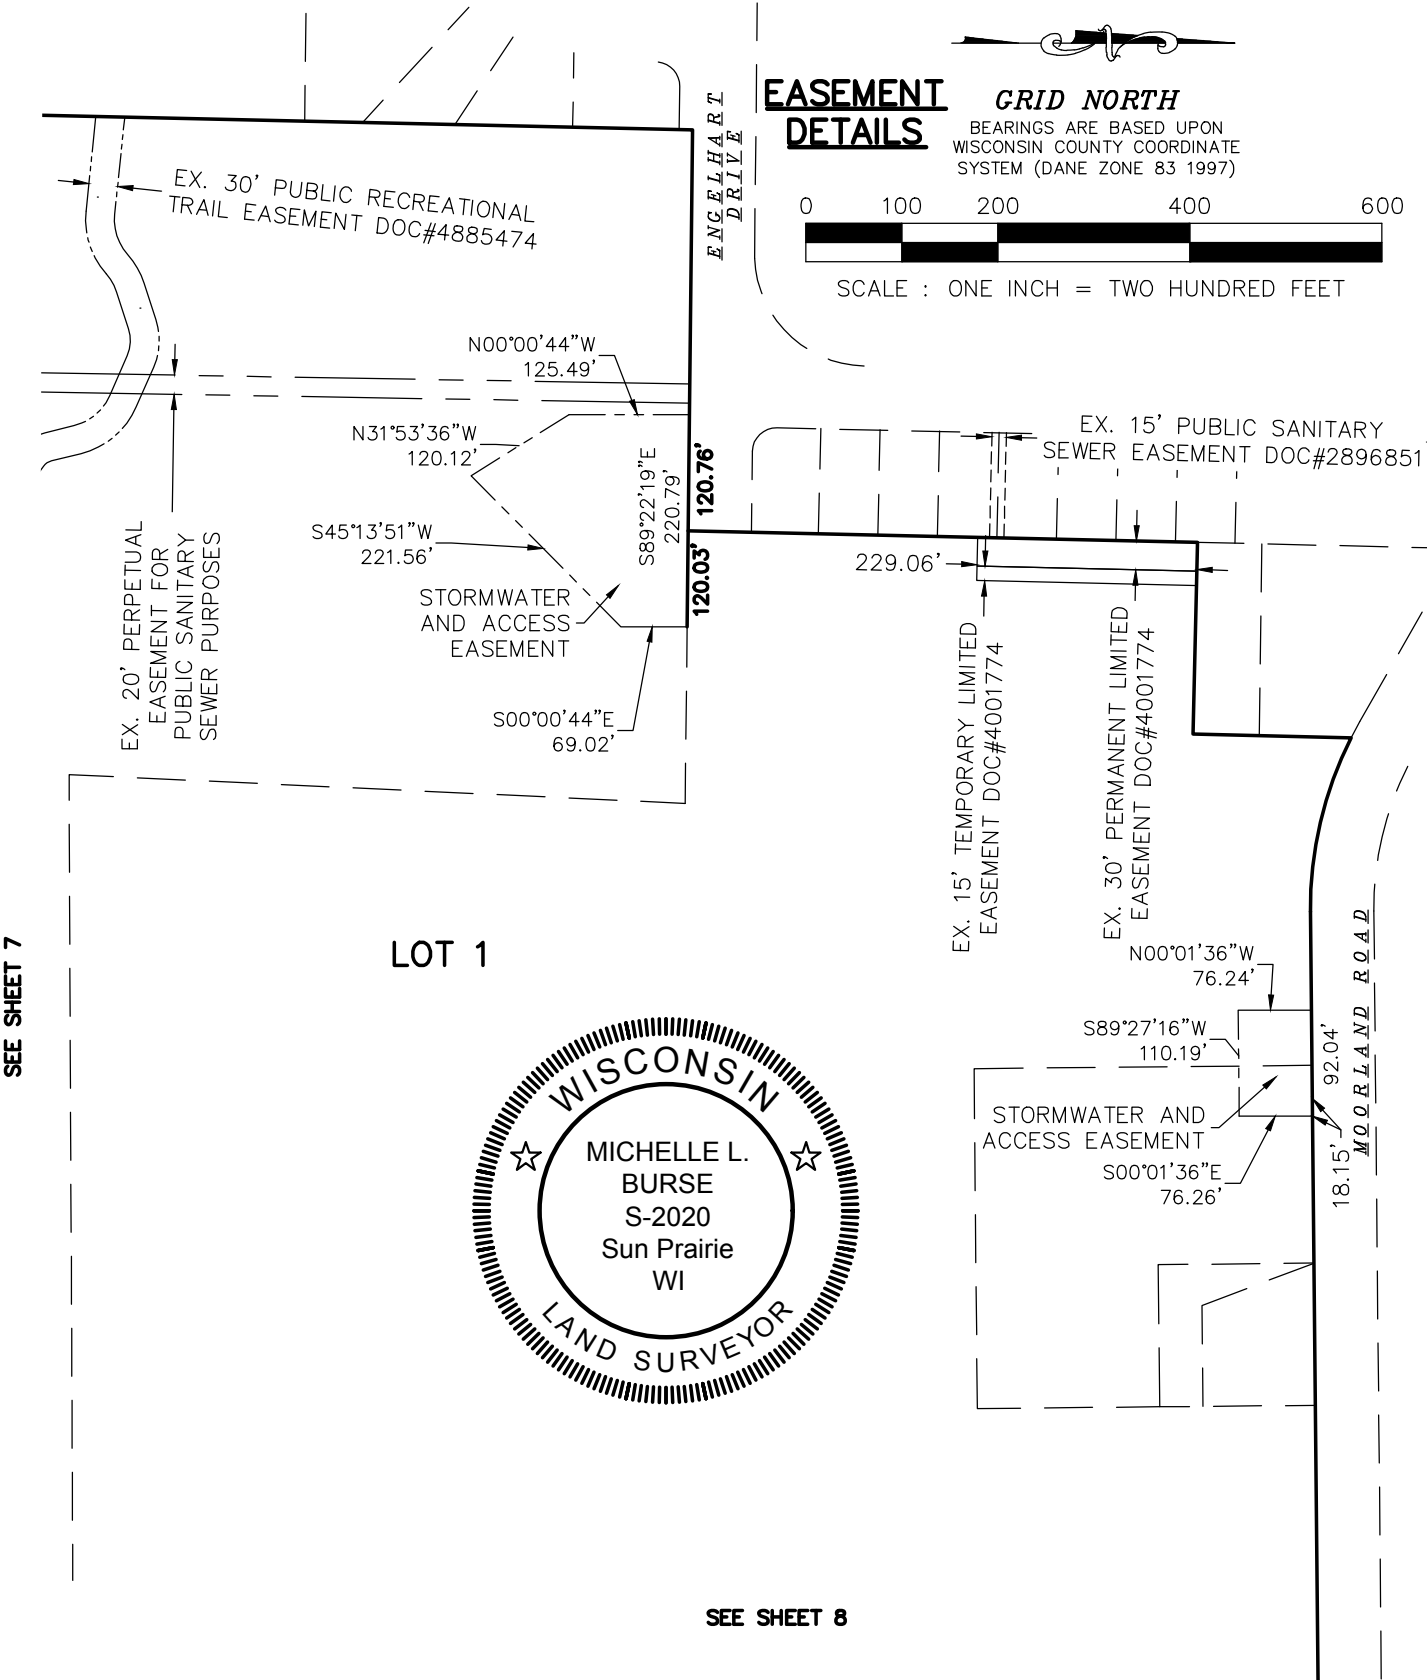 EASEMENT
DETAILS
GRID NORTH
BEARINGS ARE BASED UPON
WISCONSIN COUNTY COORDINATE
SYSTEM (DANE ZONE 83 1997)
0 100 200 400 600
SCALE : ONE INCH = TWO HUNDRED FEET
ENGELHART
DRIVE
EX. 30' PUBLIC RECREATIONAL
TRAIL EASEMENT DOC#4885474
N00°00'44"W
125.49'
N31°53'36"W
120.12'
S89°22'19"E
220.79'
120.76'
120.03'
S45°13'51"W
221.56'
STORMWATER
AND ACCESS
EASEMENT
S00°00'44"E
69.02'
EX. 20' PERPETUAL
EASEMENT FOR
PUBLIC SANITARY
SEWER PURPOSES
EX. 15' PUBLIC SANITARY
SEWER EASEMENT DOC#2896851
229.06'
EX. 15' TEMPORARY LIMITED
EASEMENT DOC#4001774
EX. 30' PERMANENT LIMITED
EASEMENT DOC#4001774
LOT 1
SEE SHEET 7
N00°01'36"W
76.24'
S89°27'16"W
110.19'
STORMWATER AND
ACCESS EASEMENT
S00°01'36"E
76.26'
92.04'
18.15'
MOORLAND ROAD
WISCONSIN
MICHELLE L.
BURSE
S-2020
Sun Prairie
WI
LAND SURVEYOR
SEE SHEET 8